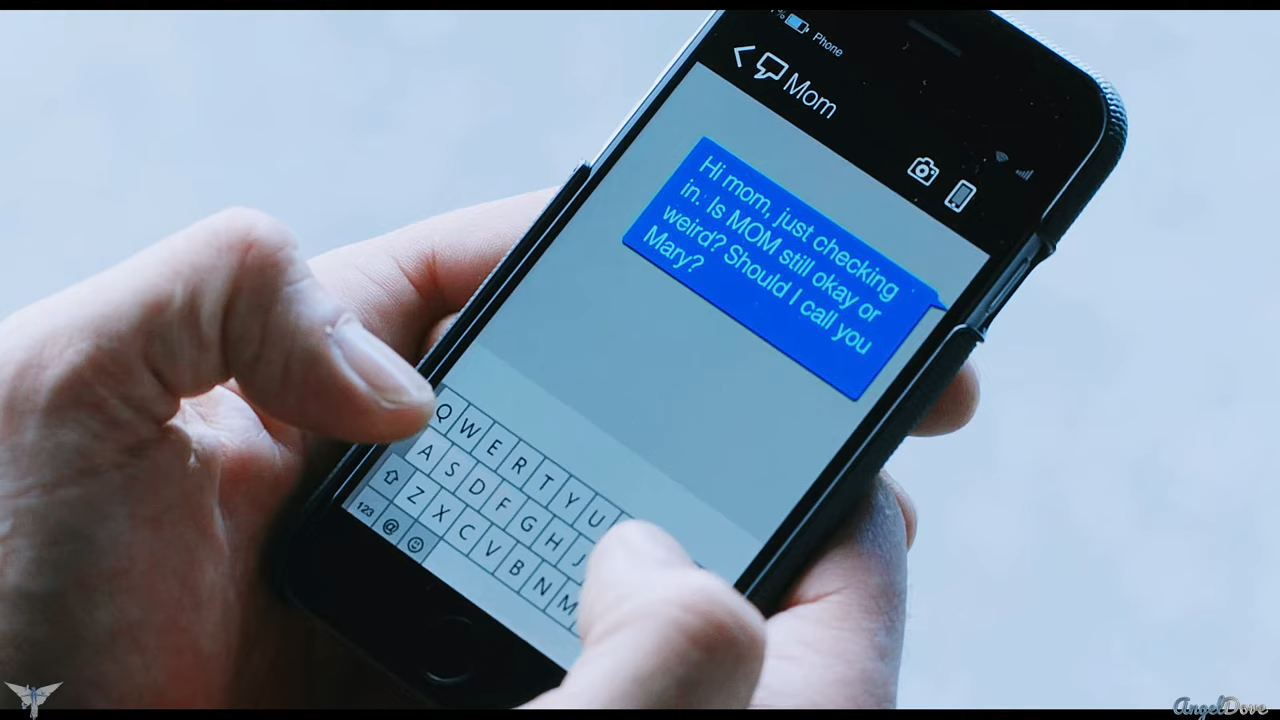 % Phone
Mom
Hi mom, just checking
in. Is MOM still okay or
weird? Should I call you
Mary?
Q W E R T Y U
A S D F G H J
Z X C V B N M
123 @
AngelDove